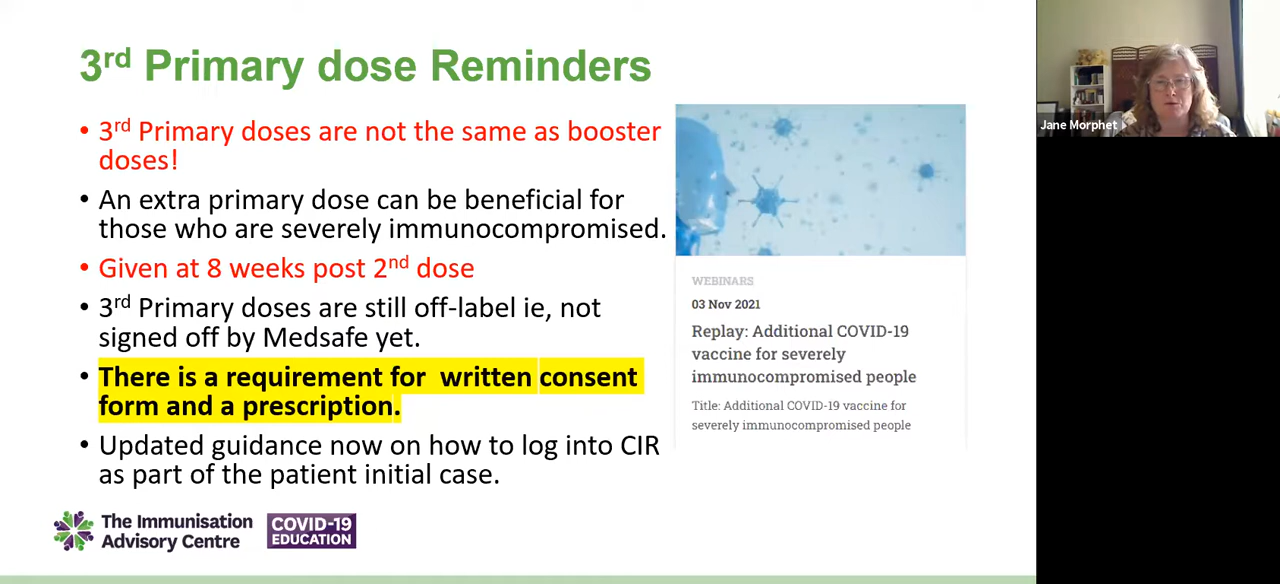 3rd Primary dose Reminders
• 3rd Primary doses are not the same as booster
doses!
• An extra primary dose can be beneficial for
those who are severely immunocompromised.
• Given at 8 weeks post 2nd dose
• 3rd Primary doses are still off-label ie, not
signed off by Medsafe yet.
• There is a requirement for written consent
form and a prescription.
• Updated guidance now on how to log into CIR
as part of the patient initial case.
WEBINARS
03 Nov 2021
Replay: Additional COVID-19
vaccine for severely
immunocompromised people
Title: Additional COVID-19 vaccine for
severely immunocompromised people
The Immunisation
Advisory Centre
COVID-19
EDUCATION
Jane Morphet